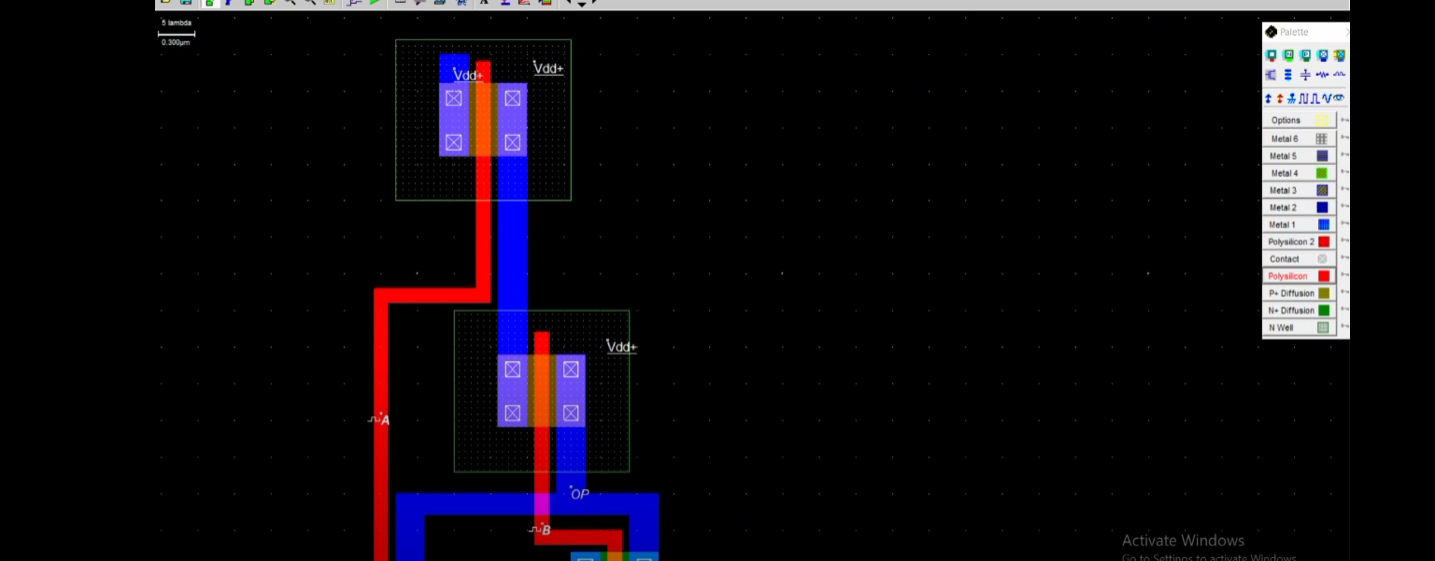 5 lambda
0.300µm
Vdd+
Vdd+
Vdd+
A
OP
B
Palette
Options
Metal 6
Metal 5
Metal 4
Metal 3
Metal 2
Metal 1
Polysilicon 2
Contact
Polysilicon
P+ Diffusion
N+ Diffusion
N Well
Activate Windows
Go to Settings to activate Windows.